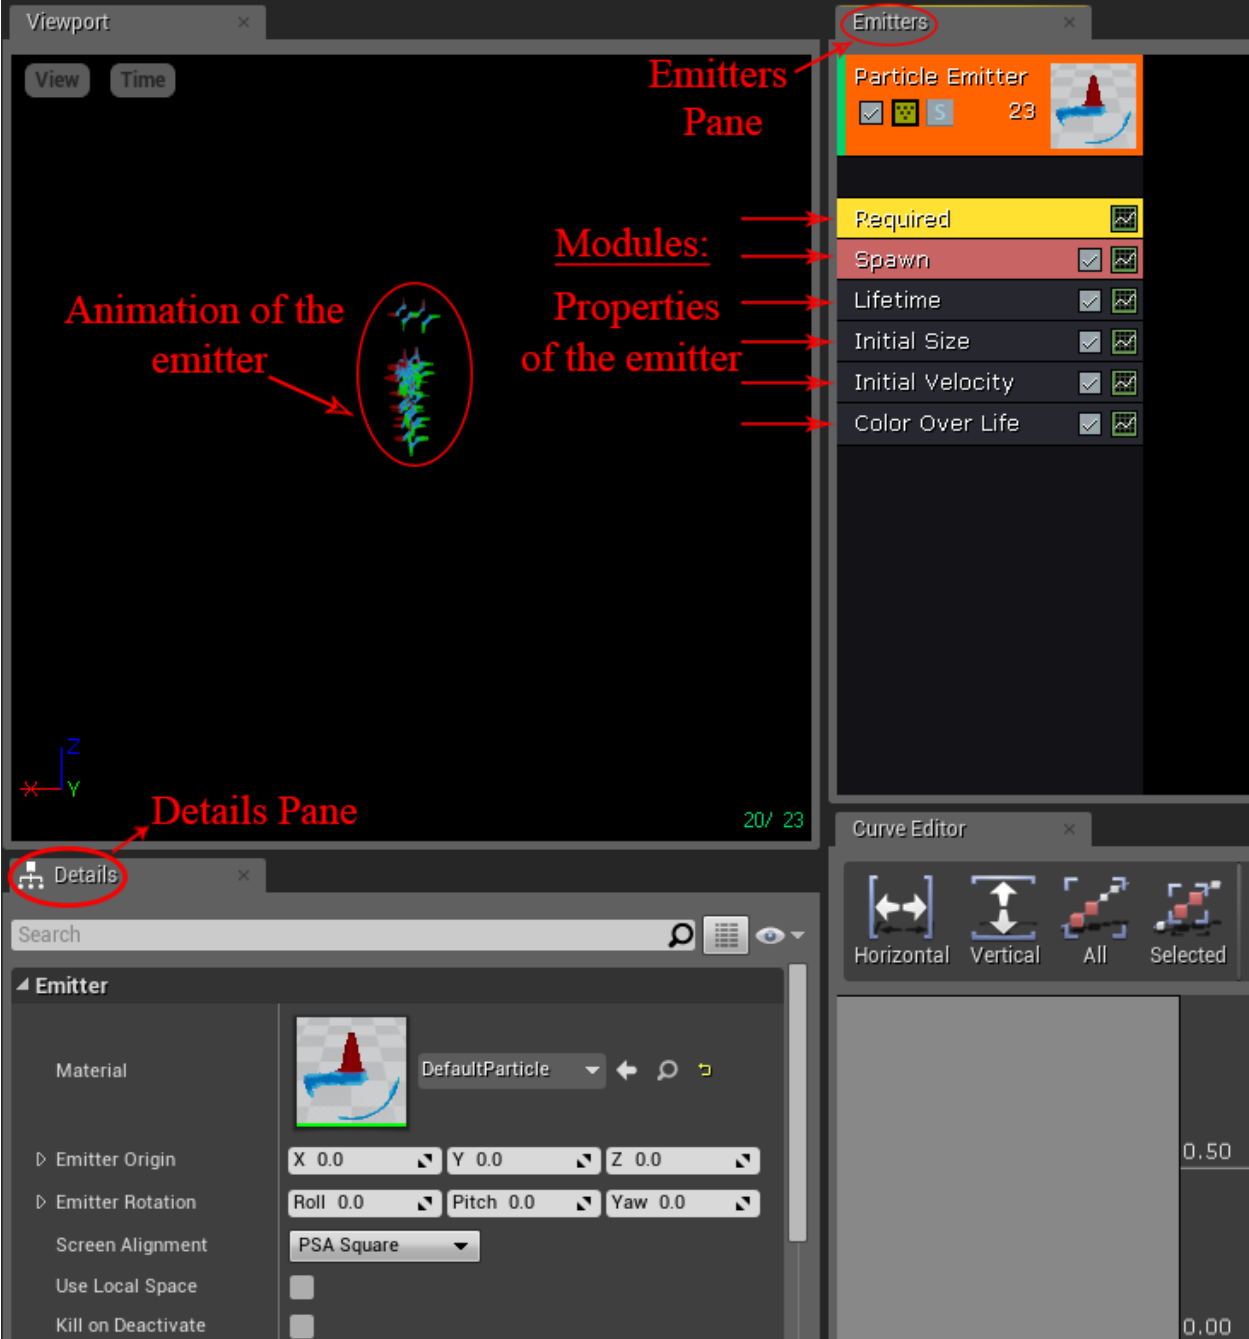 Viewport
View
Time
Animation of the
emitter
Z
X
Y
20/ 23
Emitters
Emitters
Pane
Particle Emitter
S
23
Modules:
Properties
of the emitter
Required
Spawn
Lifetime
Initial Size
Initial Velocity
Color Over Life
Details Pane
Details
Search
Emitter
Material
DefaultParticle
Emitter Origin
X 0.0
Y 0.0
Z 0.0
Emitter Rotation
Roll 0.0
Pitch 0.0
Yaw 0.0
Screen Alignment
PSA Square
Use Local Space
Kill on Deactivate
Curve Editor
Horizontal
Vertical
All
Selected
0.50
0.00